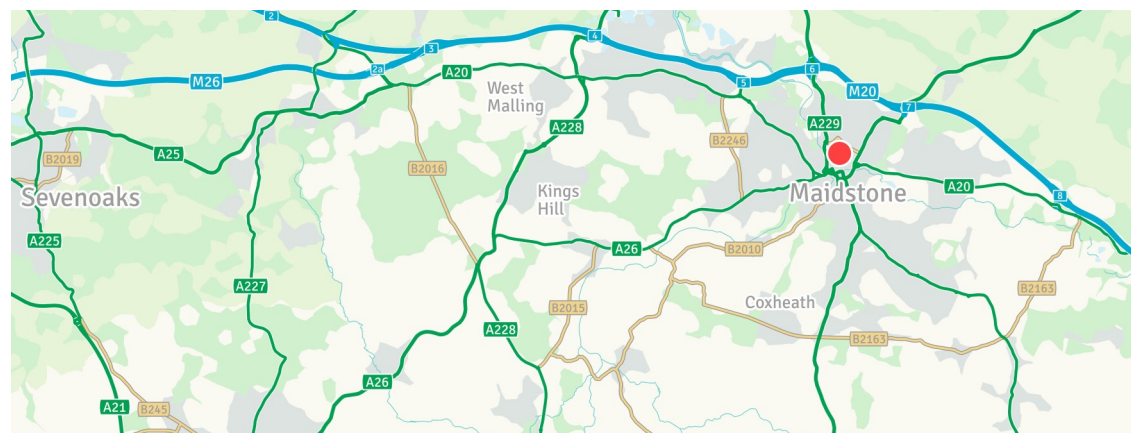 2
3
4
2a
M26
A20
5
6
M20
7
West
Malling
A228
A229
B2246
A25
B2019
B2016
Sevenoaks
Kings
Hill
Maidstone
A20
8
A225
A26
B2010
A227
B2163
B2015
Coxheath
A228
B2163
A26
A21
B245